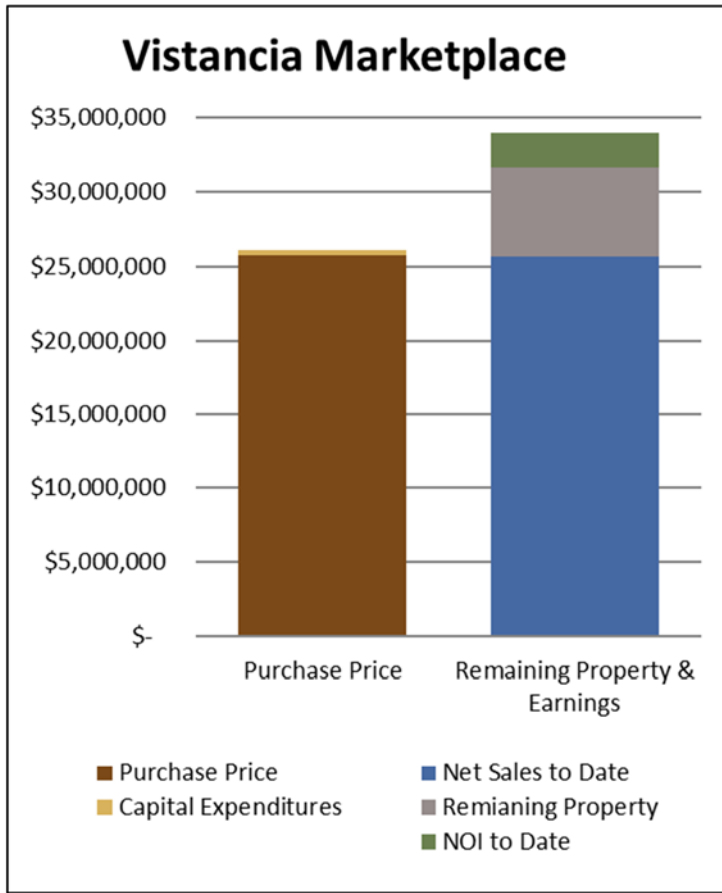 Vistancia Marketplace
$35,000,000
$30,000,000
$25,000,000
$20,000,000
$15,000,000
$10,000,000
$5,000,000
$-
Purchase Price
Remaining Property &
Earnings
Purchase Price
Net Sales to Date
Capital Expenditures
Remianing Property
NOI to Date